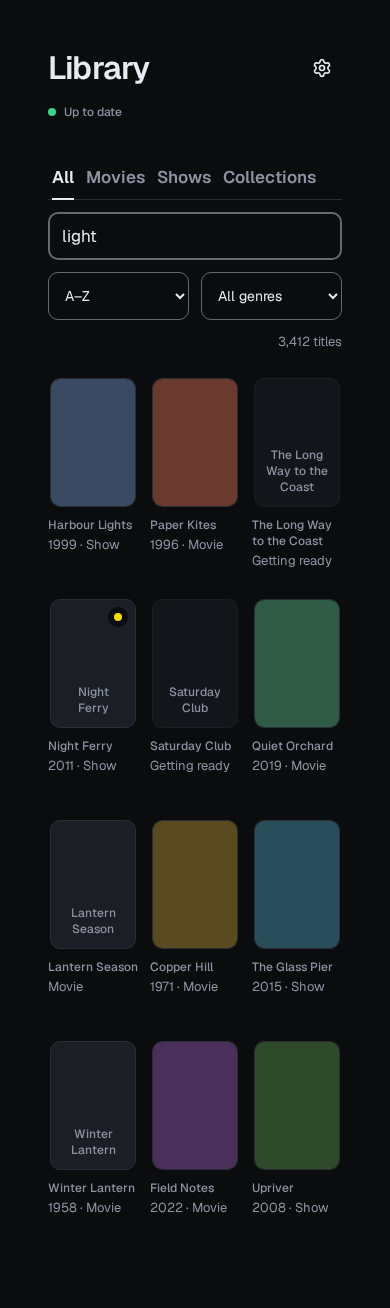 Library
Up to date
All Movies Shows Collections
light
A–Z All genres
3,412 titles
The Long
Way to the
Coast
Harbour Lights
1999 · Show
Paper Kites
1996 · Movie
The Long Way
to the Coast
Getting ready
Night
Ferry
Saturday
Club
Night Ferry
2011 · Show
Saturday Club
Getting ready
Quiet Orchard
2019 · Movie
Lantern
Season
Lantern Season
Movie
Copper Hill
1971 · Movie
The Glass Pier
2015 · Show
Winter
Lantern
Winter Lantern
1958 · Movie
Field Notes
2022 · Movie
Upriver
2008 · Show